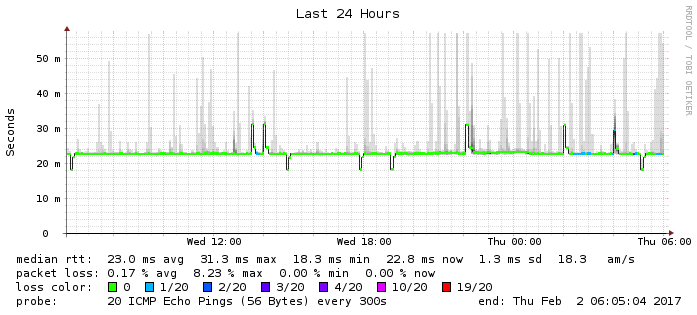 Last 24 Hours
RRDTOOL / TOBI OETIKER
Seconds
50 m
40 m
30 m
20 m
10 m
0
Wed 12:00 Wed 18:00 Thu 00:00 Thu 06:00
median rtt: 23.0 ms avg 31.3 ms max 18.3 ms min 22.8 ms now 1.3 ms sd 18.3 am/s
packet loss: 0.17 % avg 8.23 % max 0.00 % min 0.00 % now
loss color: 0 1/20 2/20 3/20 4/20 10/20 19/20
probe: 20 ICMP Echo Pings (56 Bytes) every 300s end: Thu Feb 2 06:05:04 2017